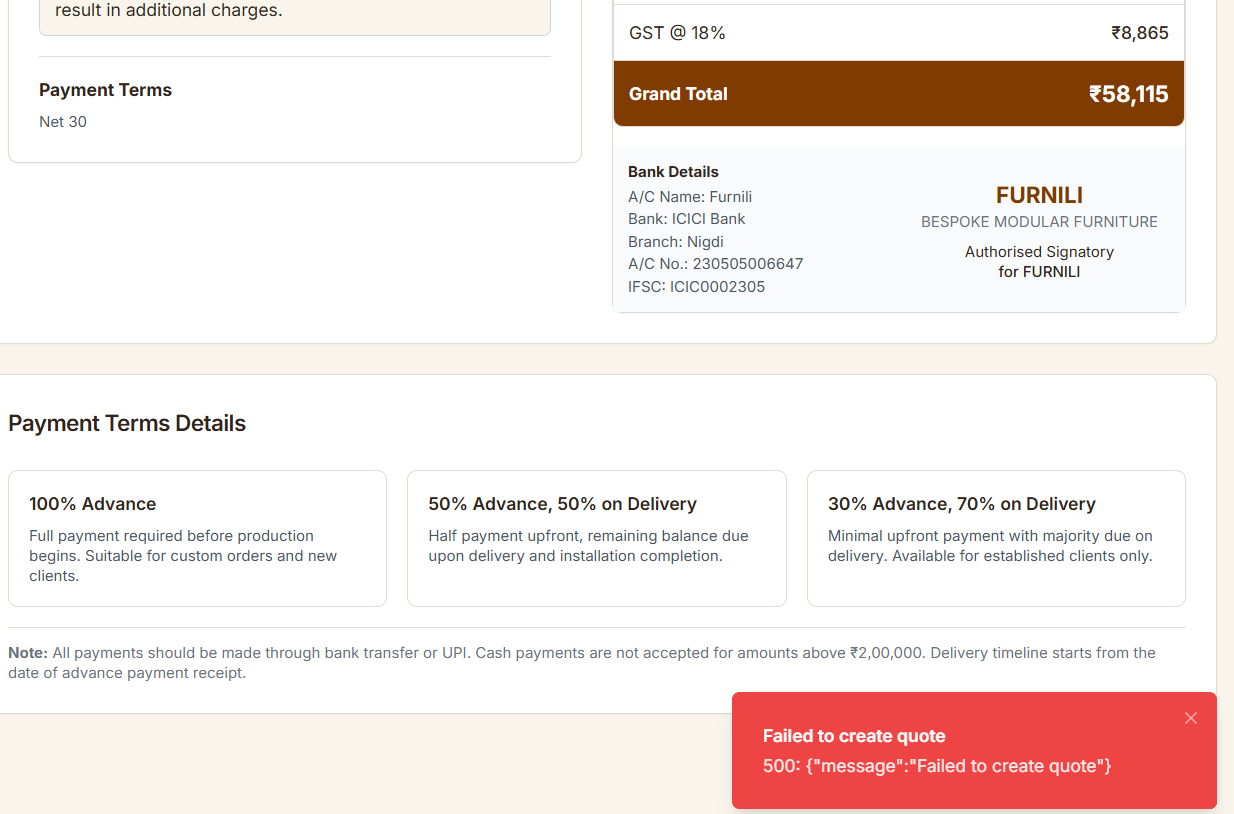 result in additional charges.
Payment Terms
Net 30
GST @ 18%
₹8,865
Grand Total
₹58,115
Bank Details
A/C Name: Furnili
Bank: ICICI Bank
Branch: Nigdi
A/C No.: 230505006647
IFSC: ICIC0002305
FURNILI
BESPOKE MODULAR FURNITURE
Authorised Signatory
for FURNILI
Payment Terms Details
100% Advance
Full payment required before production
begins. Suitable for custom orders and new
clients.
50% Advance, 50% on Delivery
Half payment upfront, remaining balance due
upon delivery and installation completion.
30% Advance, 70% on Delivery
Minimal upfront payment with majority due on
delivery. Available for established clients only.
Note: All payments should be made through bank transfer or UPI. Cash payments are not accepted for amounts above ₹2,00,000. Delivery timeline starts from the
date of advance payment receipt.
Failed to create quote
500: {"message":"Failed to create quote"}